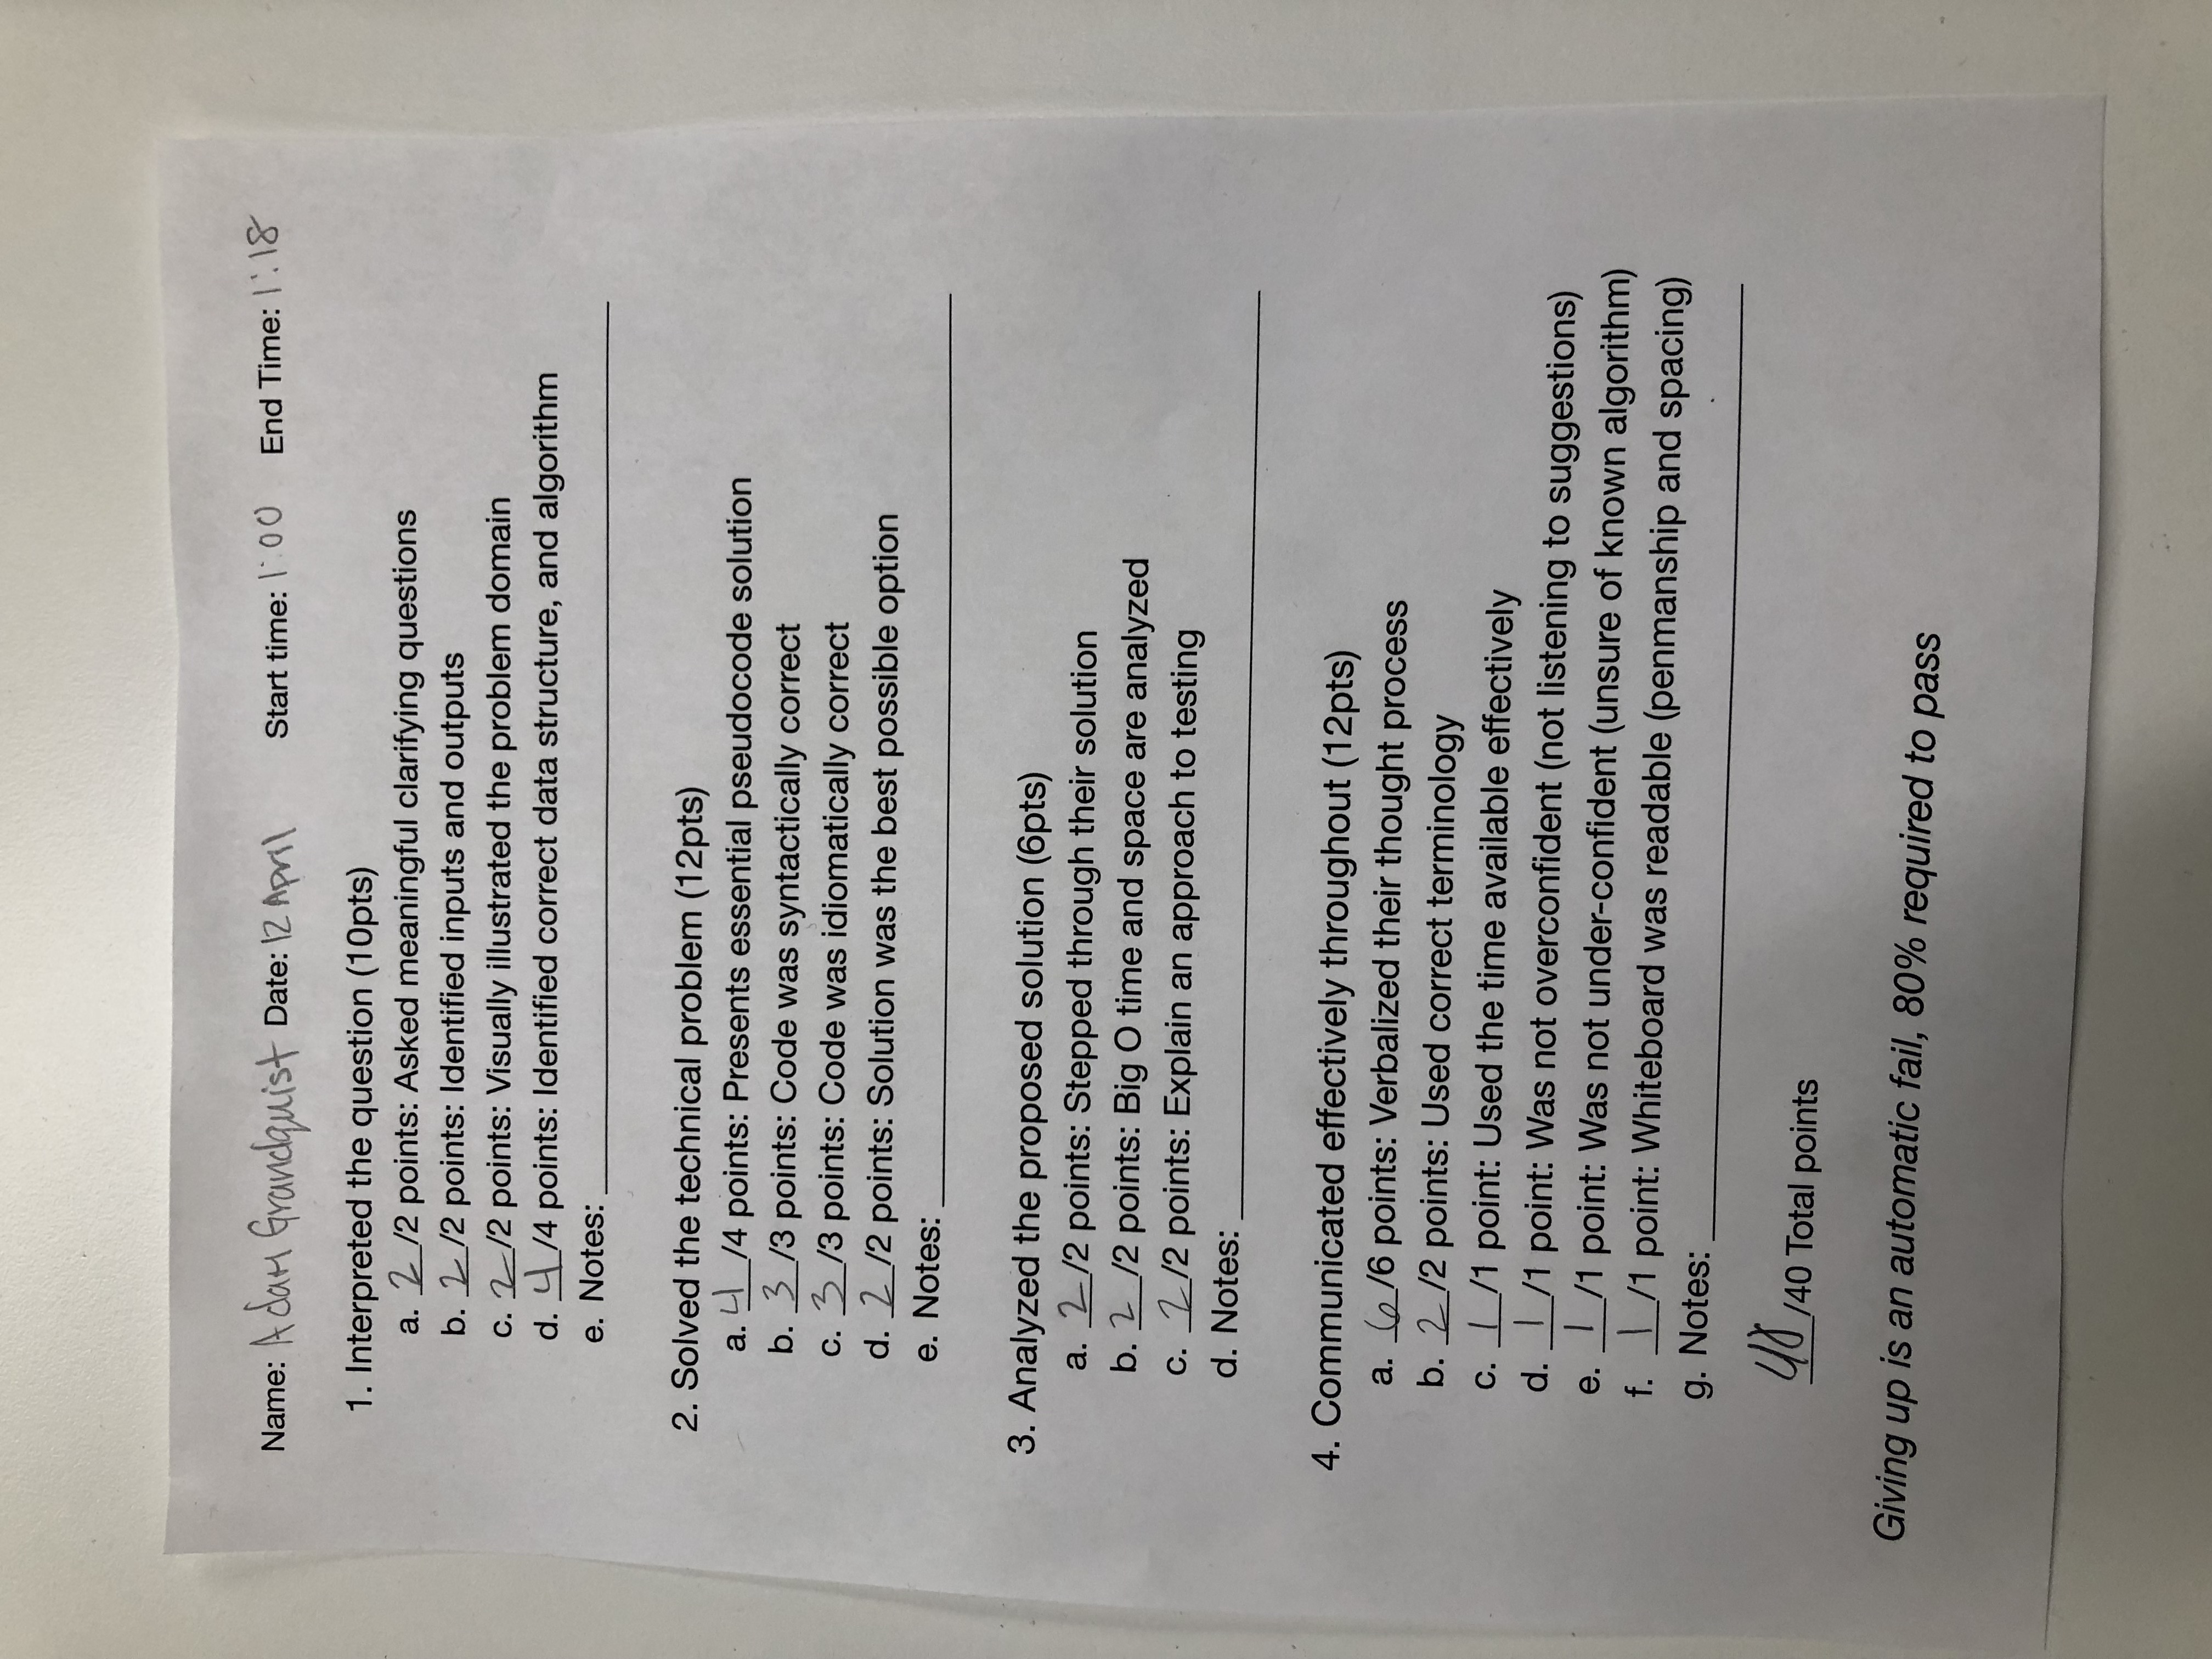 Name: Adam Grandquist Date: 12 April Start time: 1:00 End Time: 1:18
1. Interpreted the question (10pts)
a. 2/2 points: Asked meaningful clarifying questions
b. 2/2 points: Identified inputs and outputs
c. 2/2 points: Visually illustrated the problem domain
d. 4/4 points: Identified correct data structure, and algorithm
e. Notes:
2. Solved the technical problem (12pts)
a. 4/4 points: Presents essential pseudocode solution
b. 3/3 points: Code was syntactically correct
c. 3/3 points: Code was idiomatically correct
d. 2/2 points: Solution was the best possible option
e. Notes:
3. Analyzed the proposed solution (6pts)
a. 2/2 points: Stepped through their solution
b. 2/2 points: Big O time and space are analyzed
c. 2/2 points: Explain an approach to testing
d. Notes:
4. Communicated effectively throughout (12pts)
a. 6/6 points: Verbalized their thought process
b. 2/2 points: Used correct terminology
c. 1/1 point: Used the time available effectively
d. 1/1 point: Was not overconfident (not listening to suggestions)
e. 1/1 point: Was not under-confident (unsure of known algorithm)
f. 1/1 point: Whiteboard was readable (penmanship and spacing)
g. Notes:
40/40 Total points
Giving up is an automatic fail, 80% required to pass